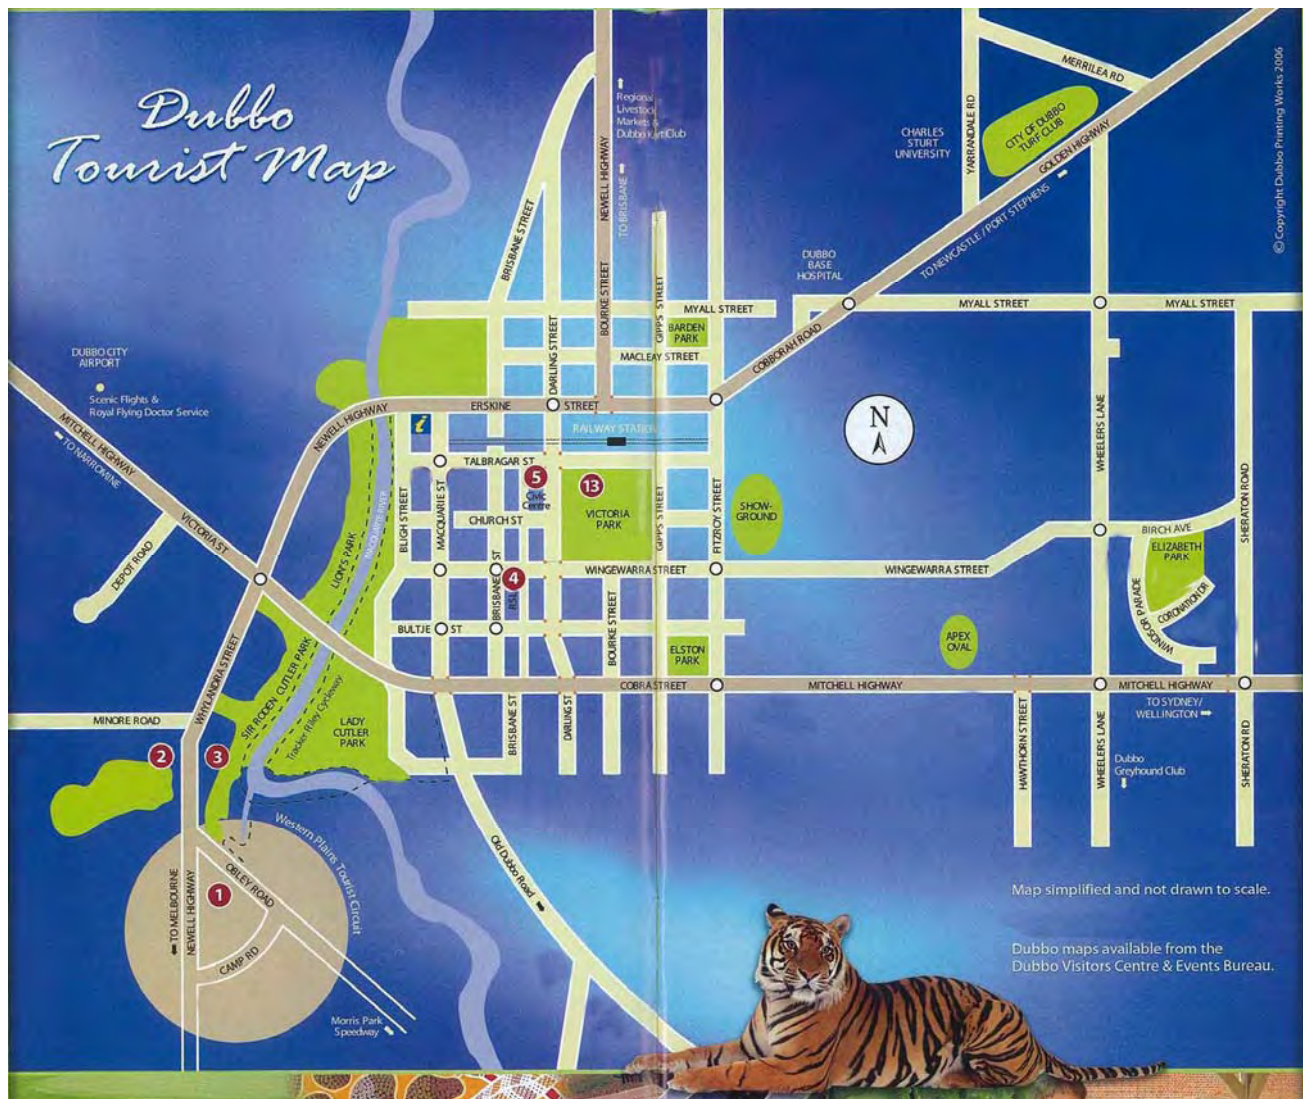 Dubbo
Tourist Map
Regional
Livestock
Markets &
Dubbo Kart Club
NEWELL HIGHWAY
TO BRISBANE
BRISBANE STREET
BOURKE STREET
MERRILEA RD
YARRANDALE RD
CITY OF DUBBO
TURF CLUB
CHARLES
STURT
UNIVERSITY
GOLDEN HIGHWAY
TO NEWCASTLE / PORT STEPHENS
© Copyright Dubbo Printing Works 2006
DUBBO
BASE
HOSPITAL
MYALL STREET
MYALL STREET
MYALL STREET
GIPPS STREET
BARDEN
PARK
MACLEAY STREET
DARLING STREET
COBBORAH ROAD
DUBBO CITY
AIRPORT
Scenic Flights &
Royal Flying Doctor Service
MITCHELL HIGHWAY
TO NARROMINE
NEWELL HIGHWAY
ERSKINE
STREET
i
RAILWAY STATION
N
WHEELERS LANE
TALBRAGAR ST
5
Civic
Centre
13
VICTORIA
PARK
SHOW-
GROUND
MACQUARIE RIVER
BLIGH STREET
MACQUARIE ST
CHURCH ST
GIPPS STREET
FITZROY STREET
SHERATON ROAD
BIRCH AVE
ELIZABETH
PARK
VICTORIA ST
DEPOT ROAD
LION'S PARK
BRISBANE ST
4
RSL
WINGEWARRA STREET
WINGEWARRA STREET
WINDSOR PARADE
CORONATION DR
BULTJE
ST
BOURKE STREET
ELSTON
PARK
APEX
OVAL
WHYLANDRA STREET
SIR RODEN CUTLER PARK
Tracker Riley Cycleway
LADY
CUTLER
PARK
COBRA STREET
MITCHELL HIGHWAY
MITCHELL HIGHWAY
TO SYDNEY/
WELLINGTON
MINORE ROAD
BRISBANE ST
DARLING ST
HAWTHORN STREET
WHEELERS LANE
SHERATON RD
2
3
Dubbo
Greyhound Club
Western Plains Tourist Circuit
Old Dubbo Road
1
OBLEY ROAD
TO MELBOURNE
NEWELL HIGHWAY
CAMP RD
Morris Park
Speedway
Map simplified and not drawn to scale.
Dubbo maps available from the
Dubbo Visitors Centre & Events Bureau.